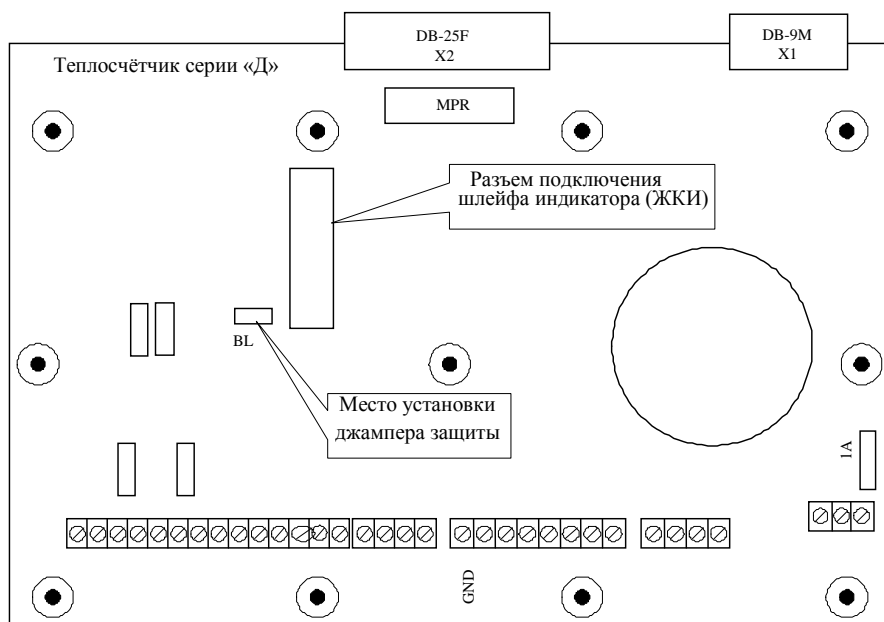 DB-25F
X2
DB-9M
X1
Теплосчётчик серии «Д»
MPR
Разъем подключения
шлейфа индикатора (ЖКИ)
BL
Место установки
джампера защиты
1A
GND